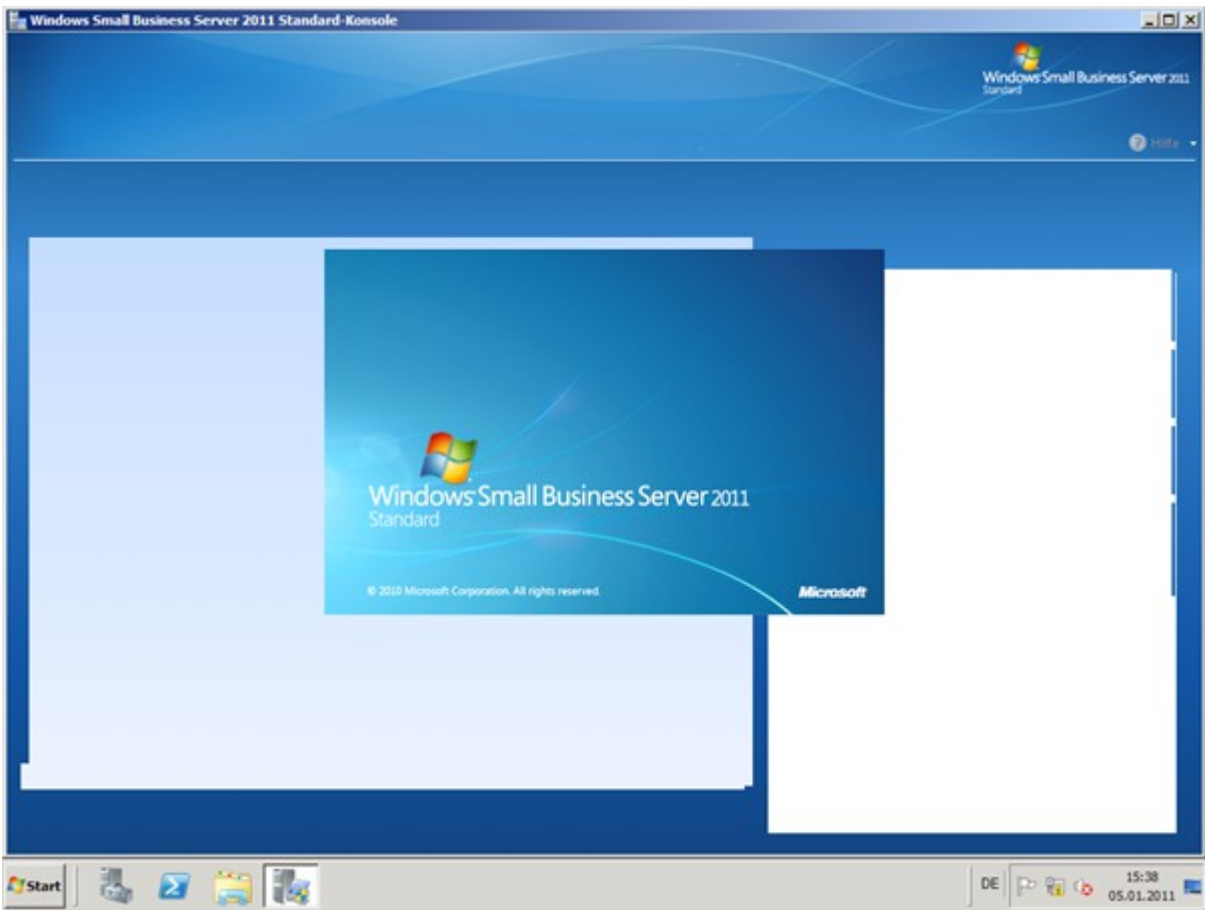 Windows Small Business Server 2011 Standard-Konsole
Windows Small Business Server 2011
Standard
Hilfe
Windows Small Business Server 2011
Standard
© 2010 Microsoft Corporation. All rights reserved.
Microsoft
Start
DE
15:38
05.01.2011